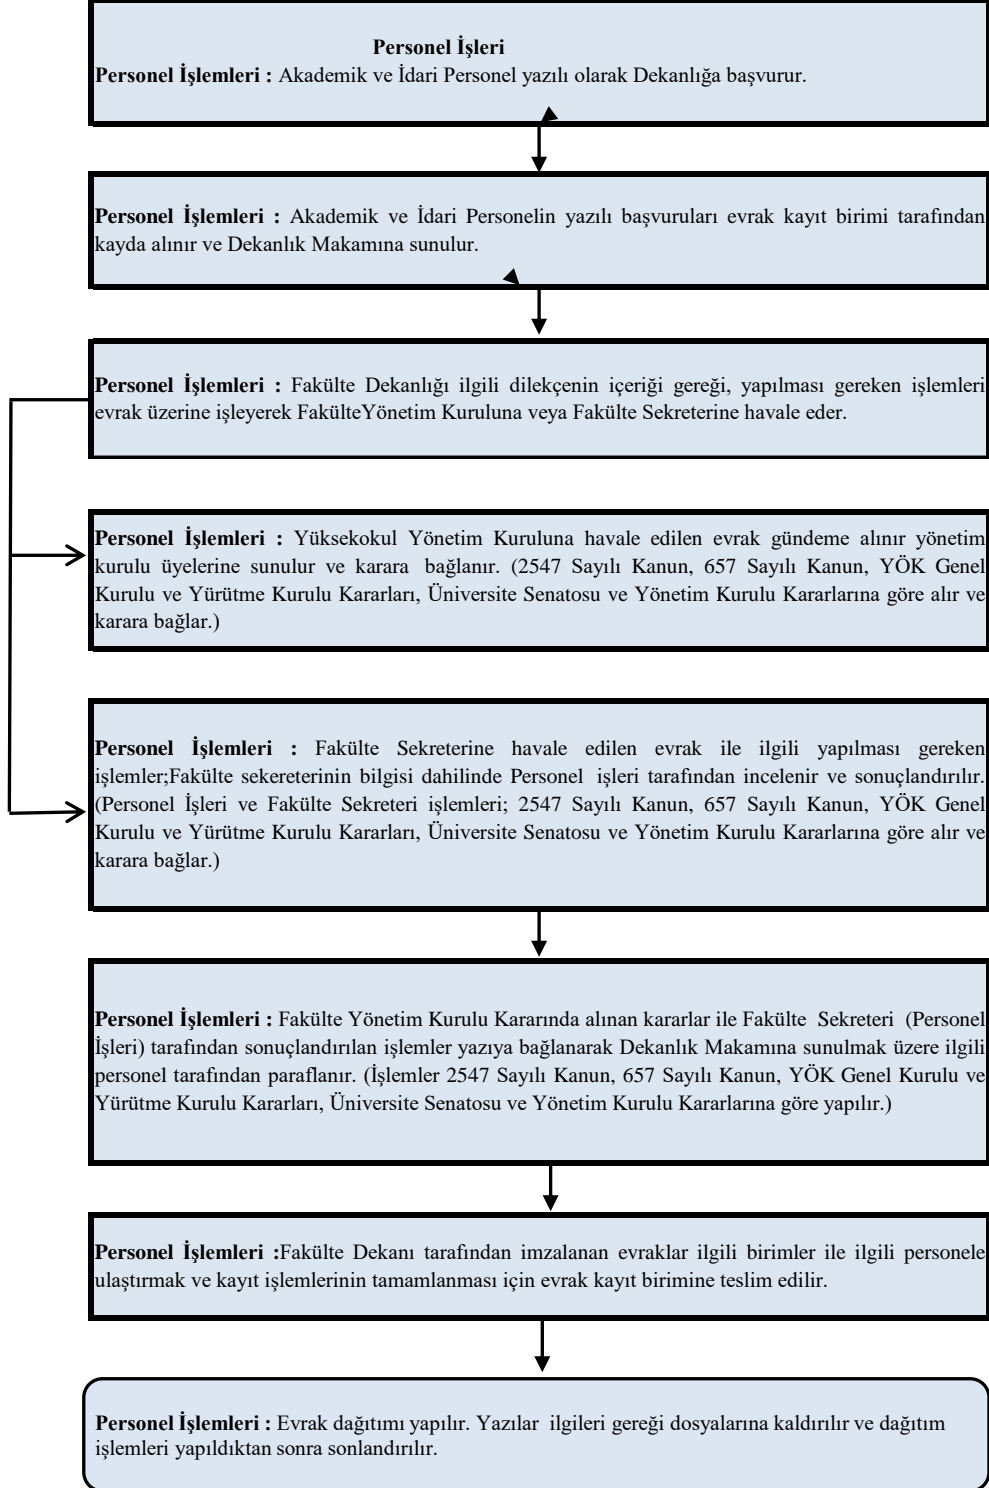 Personel İşleri
Personel İşlemleri : Akademik ve İdari Personel yazılı olarak Dekanlığa başvurur.
Personel İşlemleri : Akademik ve İdari Personelin yazılı başvuruları evrak kayıt birimi tarafından
kayda alınır ve Dekanlık Makamına sunulur.
Personel İşlemleri : Fakülte Dekanlığı ilgili dilekçenin içeriği gereği, yapılması gereken işlemleri
evrak üzerine işleyerek FakülteYönetim Kuruluna veya Fakülte Sekreterine havale eder.
Personel İşlemleri : Yüksekokul Yönetim Kuruluna havale edilen evrak gündeme alınır yönetim
kurulu üyelerine sunulur ve karara bağlanır. (2547 Sayılı Kanun, 657 Sayılı Kanun, YÖK Genel
Kurulu ve Yürütme Kurulu Kararları, Üniversite Senatosu ve Yönetim Kurulu Kararlarına göre alır ve
karara bağlar.)
Personel İşlemleri : Fakülte Sekreterine havale edilen evrak ile ilgili yapılması gereken
işlemler;Fakülte sekereterinin bilgisi dahilinde Personel işleri tarafından incelenir ve sonuçlandırılır.
(Personel İşleri ve Fakülte Sekreteri işlemleri; 2547 Sayılı Kanun, 657 Sayılı Kanun, YÖK Genel
Kurulu ve Yürütme Kurulu Kararları, Üniversite Senatosu ve Yönetim Kurulu Kararlarına göre alır ve
karara bağlar.)
Personel İşlemleri : Fakülte Yönetim Kurulu Kararında alınan kararlar ile Fakülte Sekreteri (Personel
İşleri) tarafından sonuçlandırılan işlemler yazıya bağlanarak Dekanlık Makamına sunulmak üzere ilgili
personel tarafından paraflanır. (İşlemler 2547 Sayılı Kanun, 657 Sayılı Kanun, YÖK Genel Kurulu ve
Yürütme Kurulu Kararları, Üniversite Senatosu ve Yönetim Kurulu Kararlarına göre yapılır.)
Personel İşlemleri :Fakülte Dekanı tarafından imzalanan evraklar ilgili birimler ile ilgili personele
ulaştırmak ve kayıt işlemlerinin tamamlanması için evrak kayıt birimine teslim edilir.
Personel İşlemleri : Evrak dağıtımı yapılır. Yazılar ilgileri gereği dosyalarına kaldırılır ve dağıtım
işlemleri yapıldıktan sonra sonlandırılır.